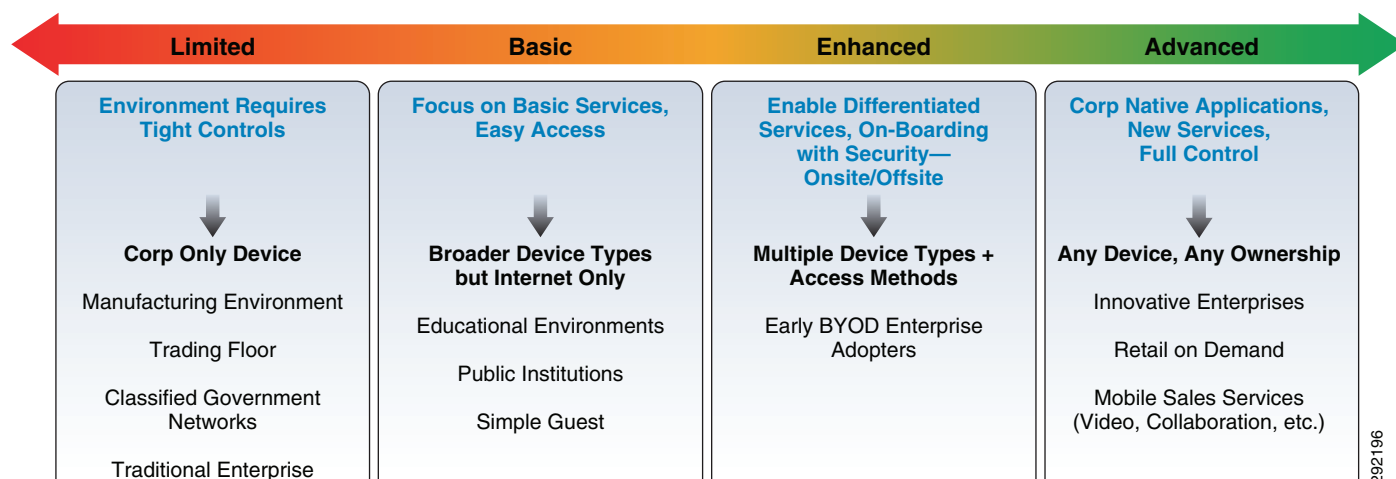 Limited
Basic
Enhanced
Advanced
Environment Requires
Tight Controls
Corp Only Device
Manufacturing Environment
Trading Floor
Classified Government
Networks
Traditional Enterprise
Focus on Basic Services,
Easy Access
Broader Device Types
but Internet Only
Educational Environments
Public Institutions
Simple Guest
Enable Differentiated
Services, On-Boarding
with Security—
Onsite/Offsite
Multiple Device Types +
Access Methods
Early BYOD Enterprise
Adopters
Corp Native Applications,
New Services,
Full Control
Any Device, Any Ownership
Innovative Enterprises
Retail on Demand
Mobile Sales Services
(Video, Collaboration, etc.)
292196